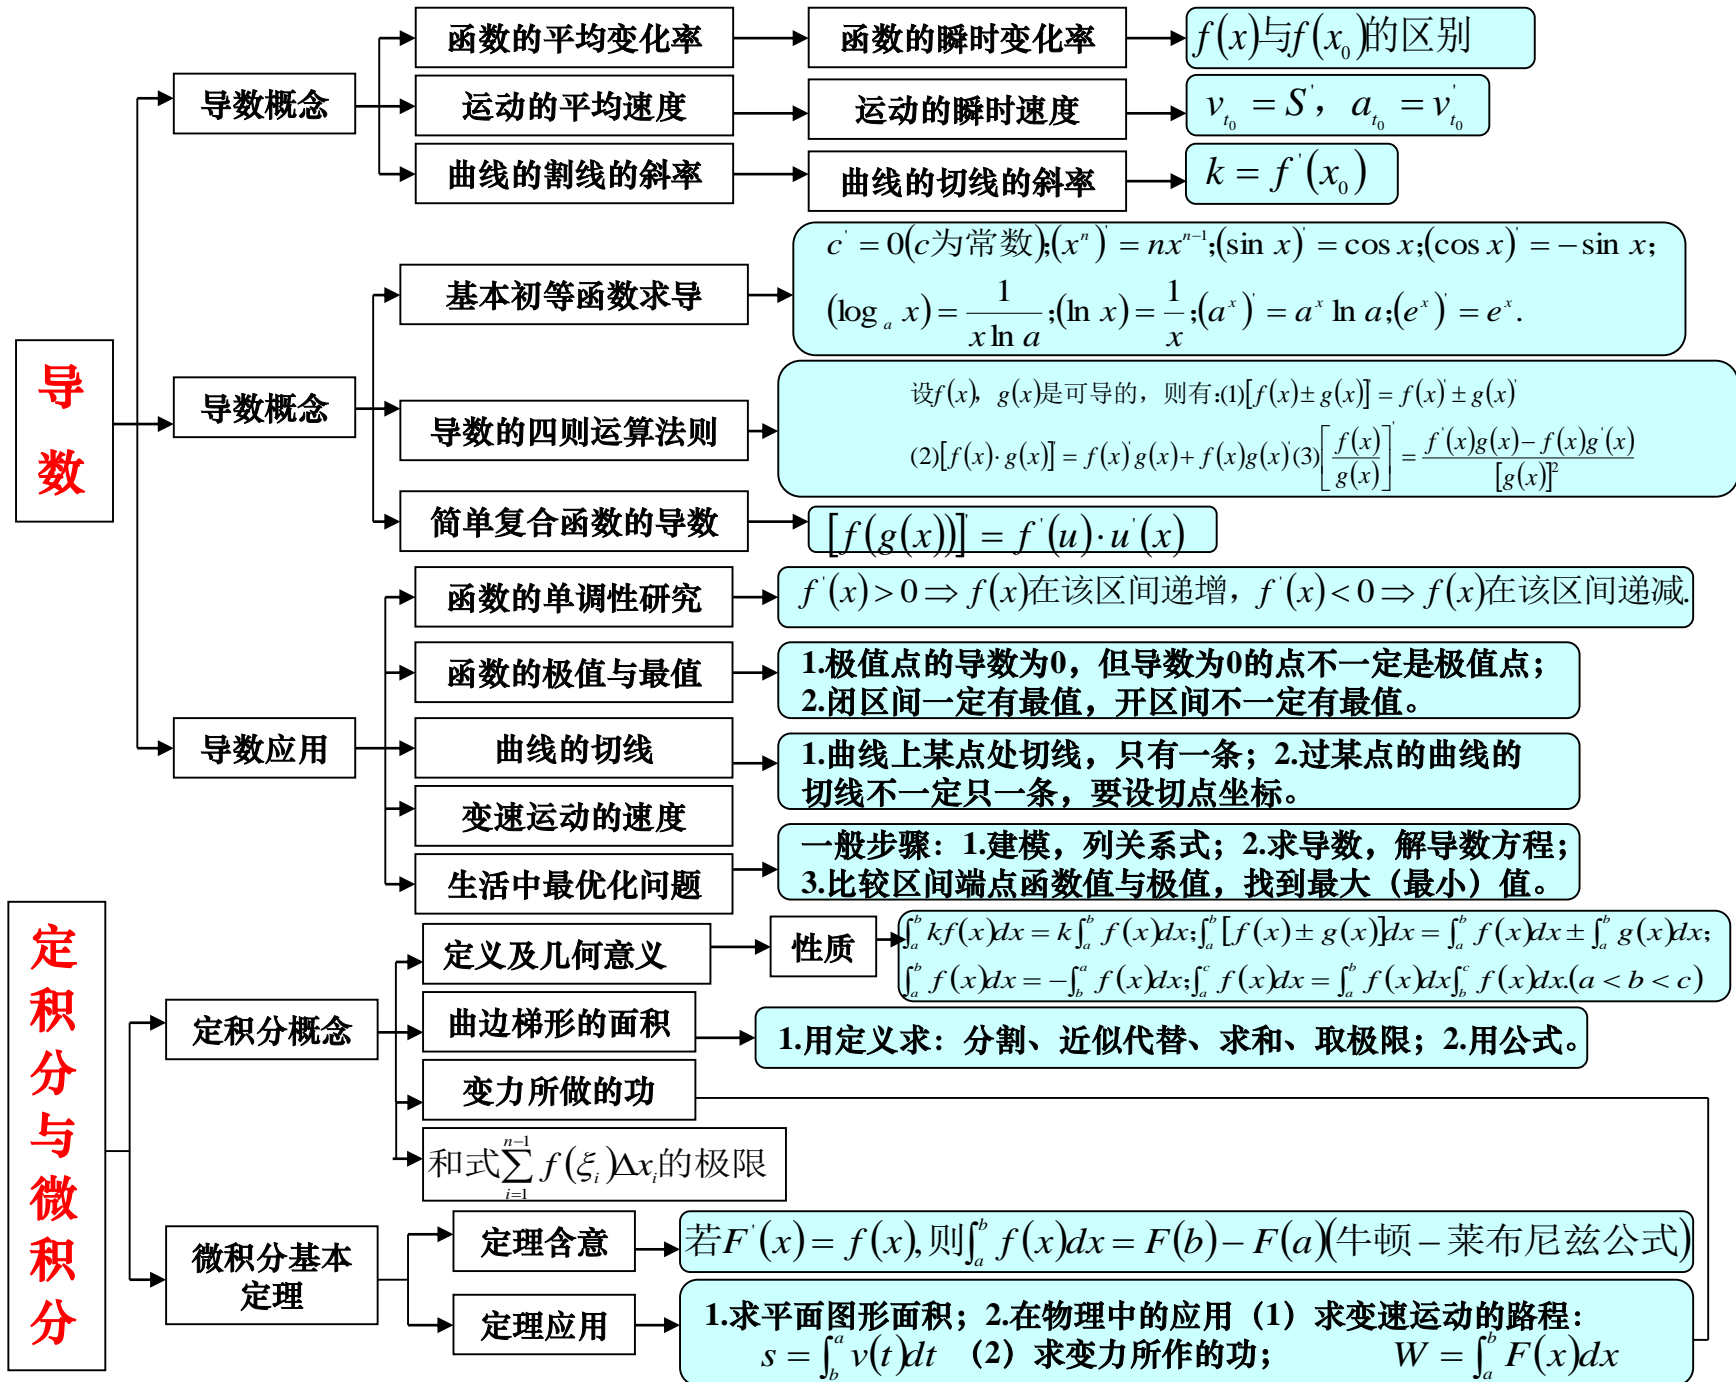 导数
导数概念
函数的平均变化率
函数的瞬时变化率
f(x)与f(x₀)的区别
运动的平均速度
运动的瞬时速度
v_{t₀} = S', a_{t₀} = v'_{t₀}
曲线的割线的斜率
曲线的切线的斜率
k = f'(x₀)
导数概念
基本初等函数求导
c' = 0(c为常数);(xⁿ)' = nxⁿ⁻¹;(sin x)' = cos x;(cos x)' = −sin x;
(log_a x) = 1/(x ln a);(ln x) = 1/x;(aˣ)' = aˣ ln a;(eˣ)' = eˣ.
导数的四则运算法则
设f(x), g(x)是可导的，则有:(1)[f(x)± g(x)]' = f(x)' ± g(x)'
(2)[f(x)· g(x)]' = f(x)' g(x)+ f(x)g(x)' (3)[f(x)/g(x)]' = (f'(x)g(x)− f(x)g'(x))/[g(x)]²
简单复合函数的导数
[f(g(x))]' = f'(u)·u'(x)
导数应用
函数的单调性研究
f'(x)>0 ⇒ f(x)在该区间递增，f'(x)<0 ⇒ f(x)在该区间递减.
函数的极值与最值
1.极值点的导数为0，但导数为0的点不一定是极值点；
2.闭区间一定有最值，开区间不一定有最值。
曲线的切线
1.曲线上某点处切线，只有一条；2.过某点的曲线的
切线不一定只一条，要设切点坐标。
变速运动的速度
生活中最优化问题
一般步骤：1.建模，列关系式；2.求导数，解导数方程；
3.比较区间端点函数值与极值，找到最大（最小）值。
定积分与微积分
定积分概念
定义及几何意义
性质
∫_a^b kf(x)dx = k∫_a^b f(x)dx;∫_a^b [f(x)± g(x)]dx = ∫_a^b f(x)dx ± ∫_a^b g(x)dx;
∫_a^b f(x)dx = −∫_b^a f(x)dx;∫_a^c f(x)dx = ∫_a^b f(x)dx∫_b^c f(x)dx.(a < b < c)
曲边梯形的面积
1.用定义求：分割、近似代替、求和、取极限；2.用公式。
变力所做的功
和式∑_{i=1}^{n−1} f(ξᵢ)Δxᵢ的极限
微积分基本
定理
定理含意
若F'(x)= f(x),则∫_a^b f(x)dx = F(b)− F(a)(牛顿−莱布尼兹公式)
定理应用
1.求平面图形面积；2.在物理中的应用（1）求变速运动的路程：
s = ∫_b^a v(t)dt （2）求变力所作的功； W = ∫_a^b F(x)dx